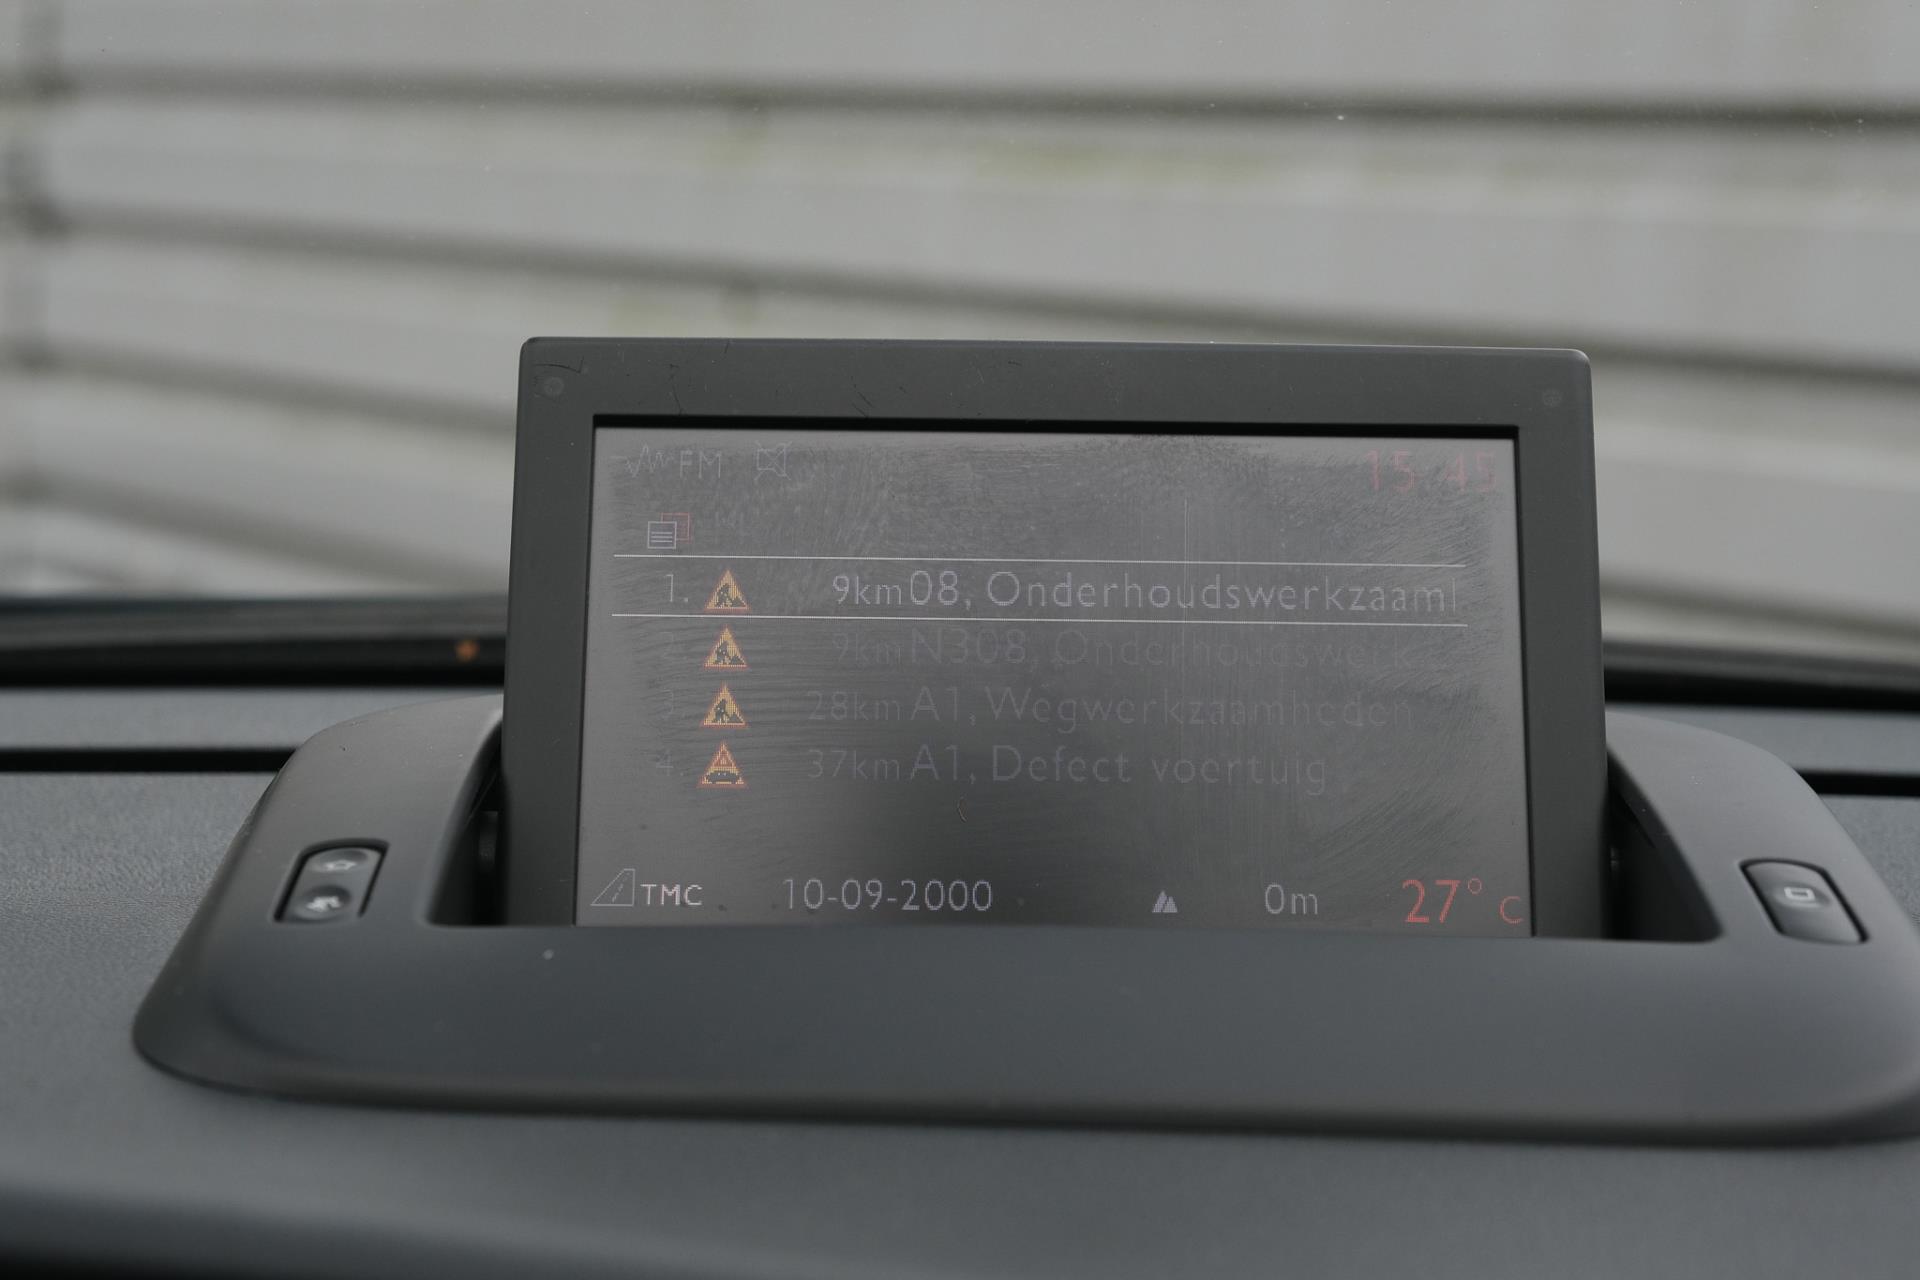 FM 15:45
1. 9km 08, Onderhoudswerkzaaml
2. 9km N308, Onderhoudswerk
3. 28km A1, Wegwerkzaamheden
4. 37km A1, Defect voertuig
TMC 10-09-2000 0m 27° C